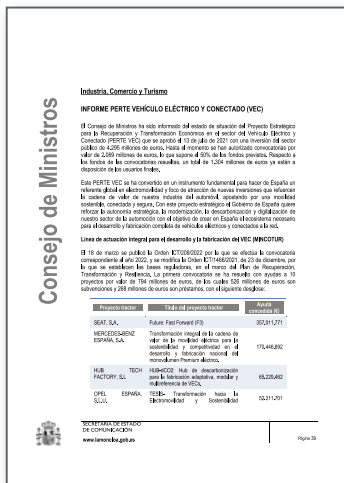 Consejo de Ministros
Industria, Comercio y Turismo
INFORME PERTE VEHÍCULO ELÉCTRICO Y CONECTADO (VEC)
El Consejo de Ministros ha sido informado del estado de situación del Proyecto Estratégico
para la Recuperación y Transformación Económica en el sector del Vehículo Eléctrico y
Conectado (PERTE VEC) que se aprobó el 13 de julio de 2021 con una inversión del sector
público de 4.295 millones de euros. Hasta el momento se han autorizado convocatorias por
valor de 2.069 millones de euros, lo que supone el 50% de los fondos previstos. Respecto a
los fondos de las convocatorias resueltas, un total de 1.304 millones de euros ya están a
disposición de los usuarios finales.
Este PERTE VEC se ha convertido en un instrumento fundamental para hacer de España un
referente global en electromovilidad y foco de atracción de nuevas inversiones que refuercen
la cadena de valor de nuestra industria del automóvil, apostando por una movilidad
sostenible, conectada y segura. Con este proyecto estratégico el Gobierno de España quiere
reforzar la autonomía estratégica, la modernización, la descarbonización y digitalización de
nuestro sector de la automoción con el objetivo de crear en España el ecosistema necesario
para el desarrollo y fabricación completa de vehículos eléctricos y conectados a la red.
Línea de actuación integral para el desarrollo y la fabricación del VEC (MINCOTUR)
El 18 de marzo se publicó la Orden ICT/209/2022 por la que se efectúa la convocatoria
correspondiente al año 2022, y se modifica la Orden ICT/1466/2021, de 23 de diciembre, por
la que se establecen las bases reguladoras, en el marco del Plan de Recuperación,
Transformación y Resiliencia. La primera convocatoria se ha resuelto con ayudas a 10
proyectos por valor de 794 millones de euros, de los cuales 526 millones de euros son
subvenciones y 268 millones de euros son préstamos, con el siguiente desglose:
Proyecto tractor Título del proyecto tractor Ayuda
concedida (€)
SEAT, S.A. Future: Fast Forward (F3) 357.011.771
MERCEDES-BENZ Transformación integral de la cadena de
ESPAÑA, S.A. valor de la movilidad eléctrica para la
sostenibilidad y competitividad en el 170.446.892
desarrollo y fabricación nacional del
monovolumen Premium eléctrico.
HUB TECH HUB-dCO2: Hub de descarbonización
FACTORY, S.L. para la fabricación adaptativa, modular y 65.229.462
multireferencia de VECs.
OPEL ESPAÑA, TESIS- Transformación hacia la
S.L.U. Electromovilidad y Sostenibilidad 52.211.701
SECRETARÍA DE ESTADO
DE COMUNICACIÓN
www.lamoncloa.gob.es
Página 39